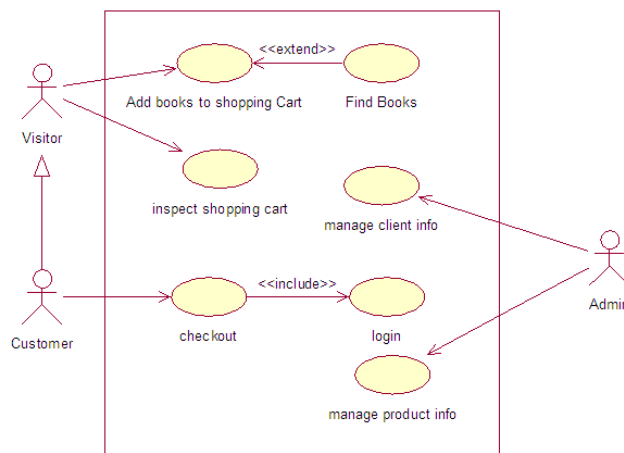 <<extend>>
Add books to shopping Cart
Find Books
Visitor
inspect shopping cart
manage client info
<<include>>
Customer
checkout
login
Admin
manage product info